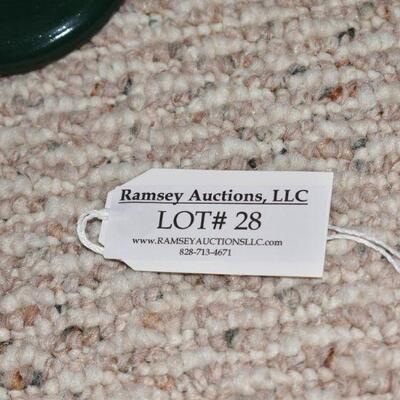 Ramsey Auctions, LLC
LOT# 28
www.RAMSEYAUCTIONSLLC.com
828-713-4671